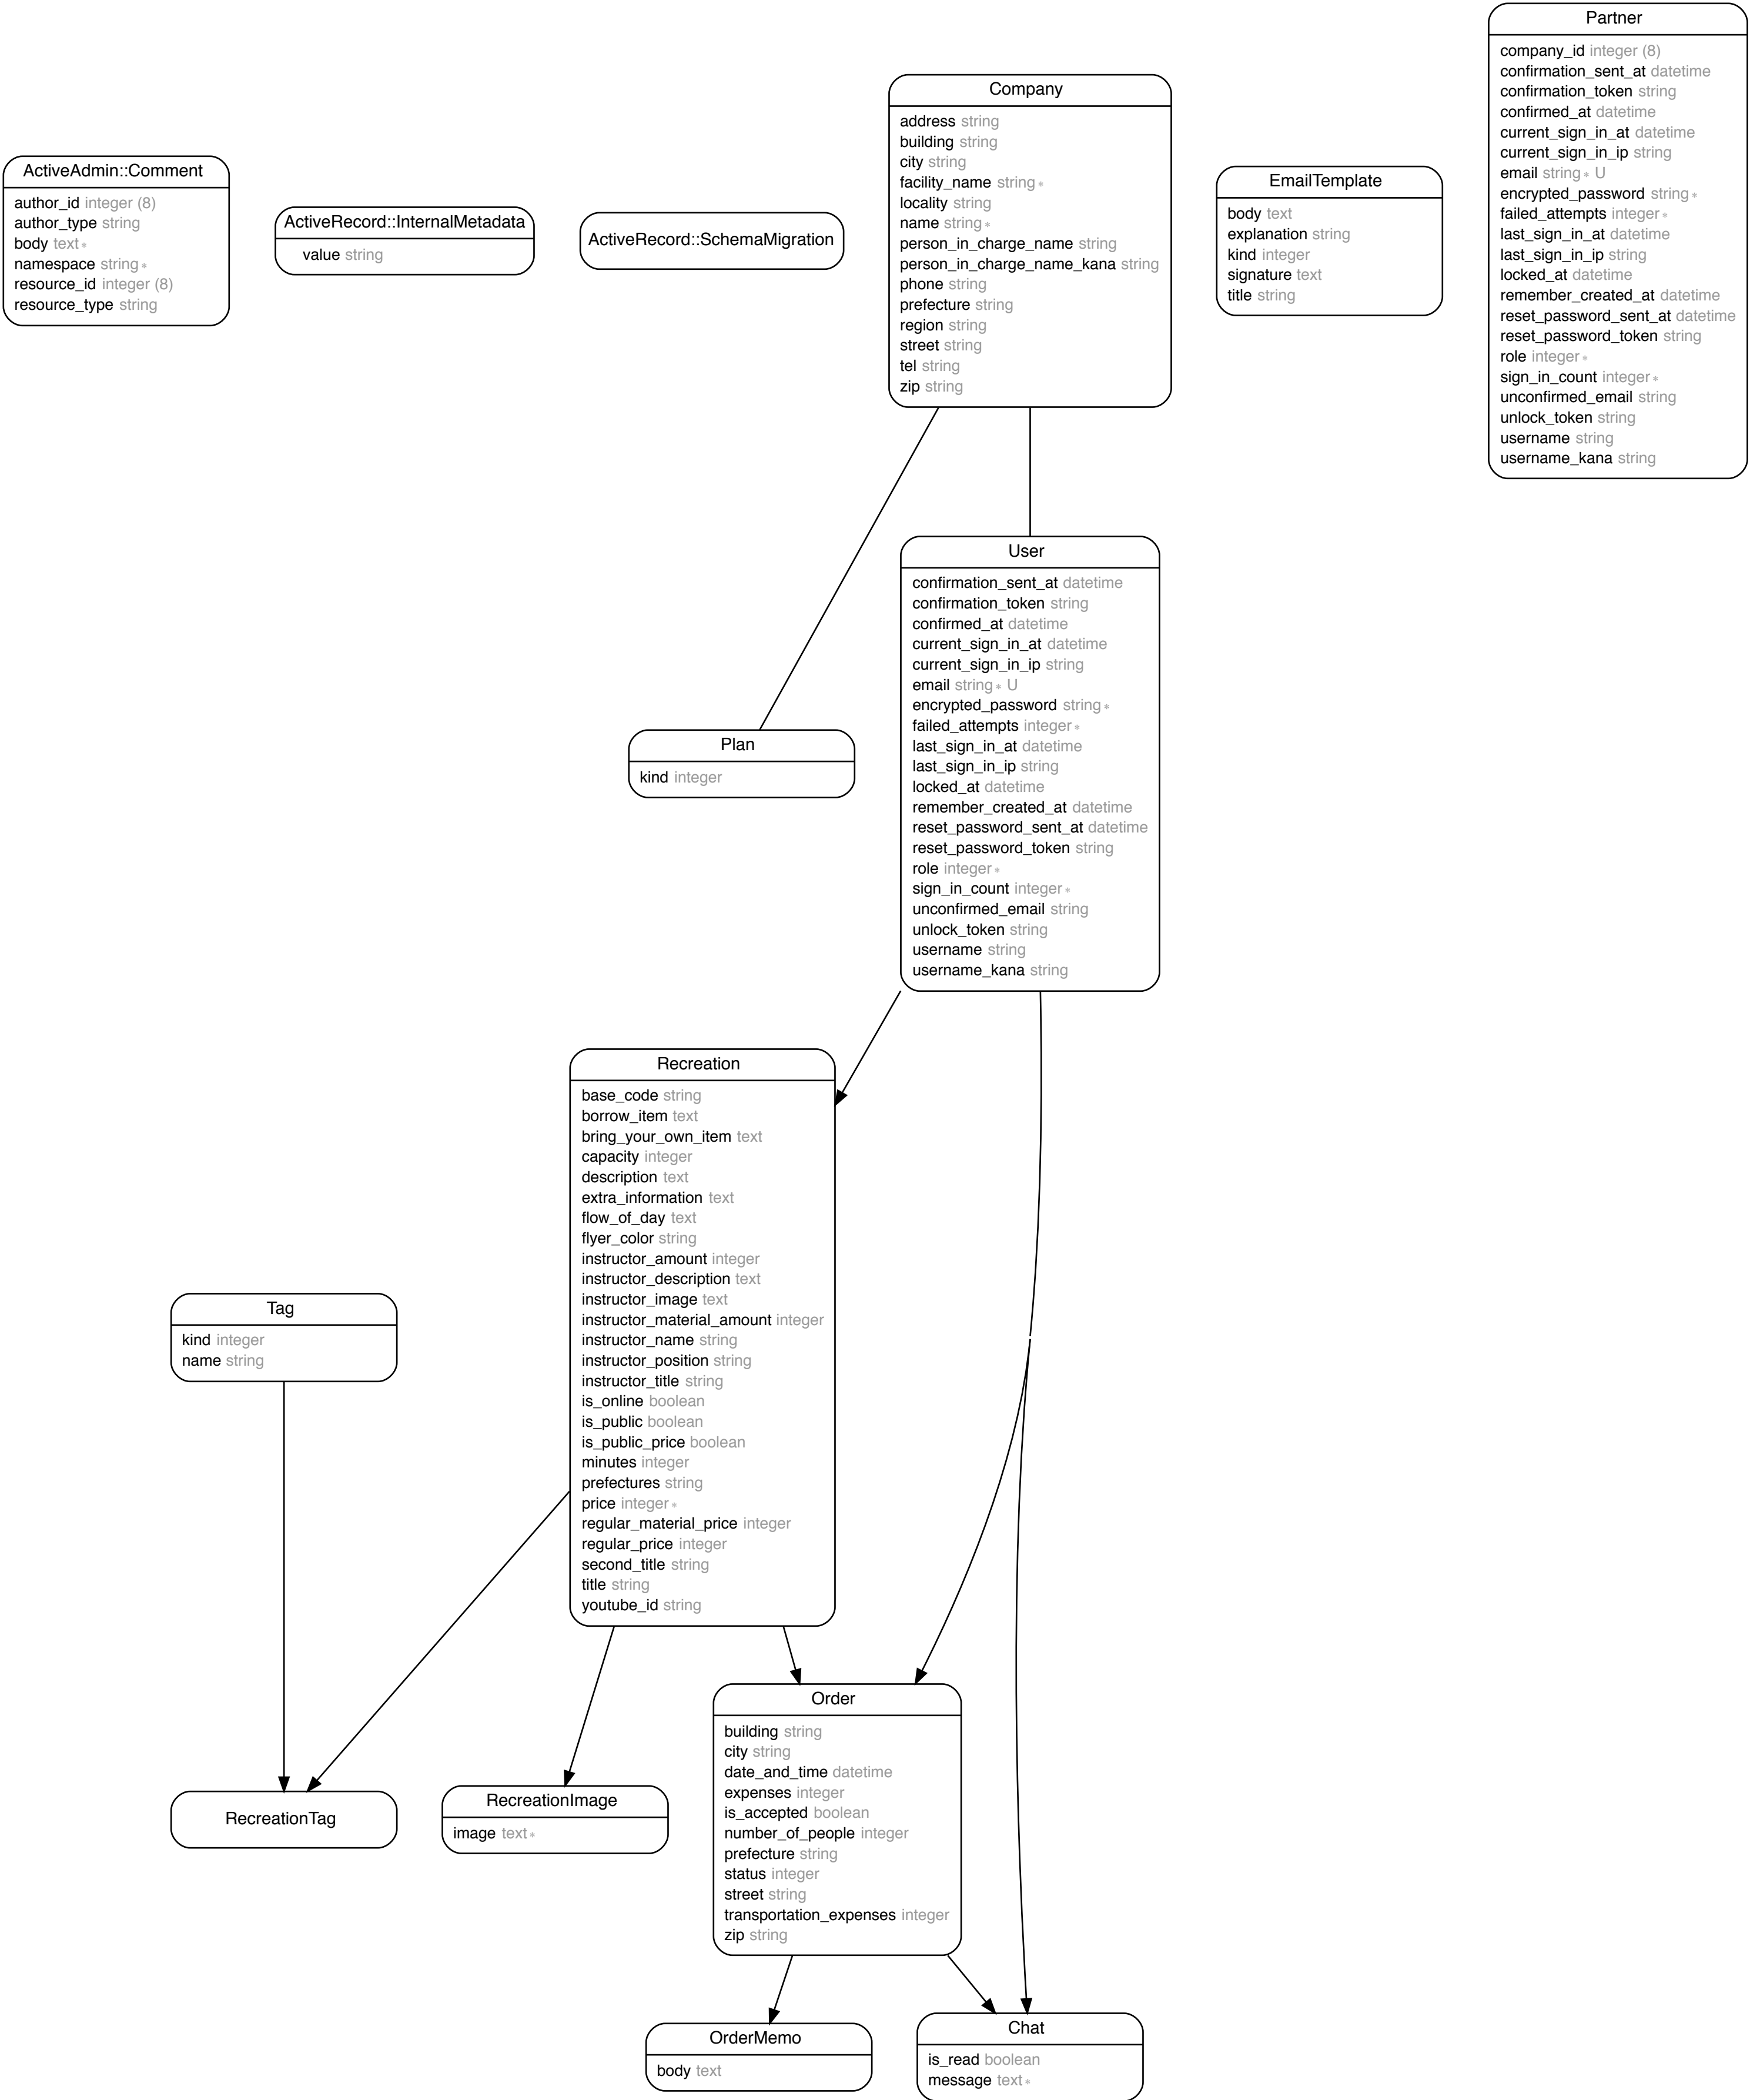 Partner
company_id integer (8)
confirmation_sent_at datetime
confirmation_token string
confirmed_at datetime
current_sign_in_at datetime
current_sign_in_ip string
email string∗ U
encrypted_password string∗
failed_attempts integer∗
last_sign_in_at datetime
last_sign_in_ip string
locked_at datetime
remember_created_at datetime
reset_password_sent_at datetime
reset_password_token string
role integer∗
sign_in_count integer∗
unconfirmed_email string
unlock_token string
username string
username_kana string
Company
address string
building string
city string
facility_name string∗
locality string
name string∗
person_in_charge_name string
person_in_charge_name_kana string
phone string
prefecture string
region string
street string
tel string
zip string
ActiveAdmin::Comment
author_id integer (8)
author_type string
body text∗
namespace string∗
resource_id integer (8)
resource_type string
ActiveRecord::InternalMetadata
value string
ActiveRecord::SchemaMigration
EmailTemplate
body text
explanation string
kind integer
signature text
title string
User
confirmation_sent_at datetime
confirmation_token string
confirmed_at datetime
current_sign_in_at datetime
current_sign_in_ip string
email string∗ U
encrypted_password string∗
failed_attempts integer∗
last_sign_in_at datetime
last_sign_in_ip string
locked_at datetime
remember_created_at datetime
reset_password_sent_at datetime
reset_password_token string
role integer∗
sign_in_count integer∗
unconfirmed_email string
unlock_token string
username string
username_kana string
Plan
kind integer
Recreation
base_code string
borrow_item text
bring_your_own_item text
capacity integer
description text
extra_information text
flow_of_day text
flyer_color string
instructor_amount integer
instructor_description text
instructor_image text
instructor_material_amount integer
instructor_name string
instructor_position string
instructor_title string
is_online boolean
is_public boolean
is_public_price boolean
minutes integer
prefectures string
price integer∗
regular_material_price integer
regular_price integer
second_title string
title string
youtube_id string
Tag
kind integer
name string
RecreationTag
RecreationImage
image text∗
Order
building string
city string
date_and_time datetime
expenses integer
is_accepted boolean
number_of_people integer
prefecture string
status integer
street string
transportation_expenses integer
zip string
OrderMemo
body text
Chat
is_read boolean
message text∗